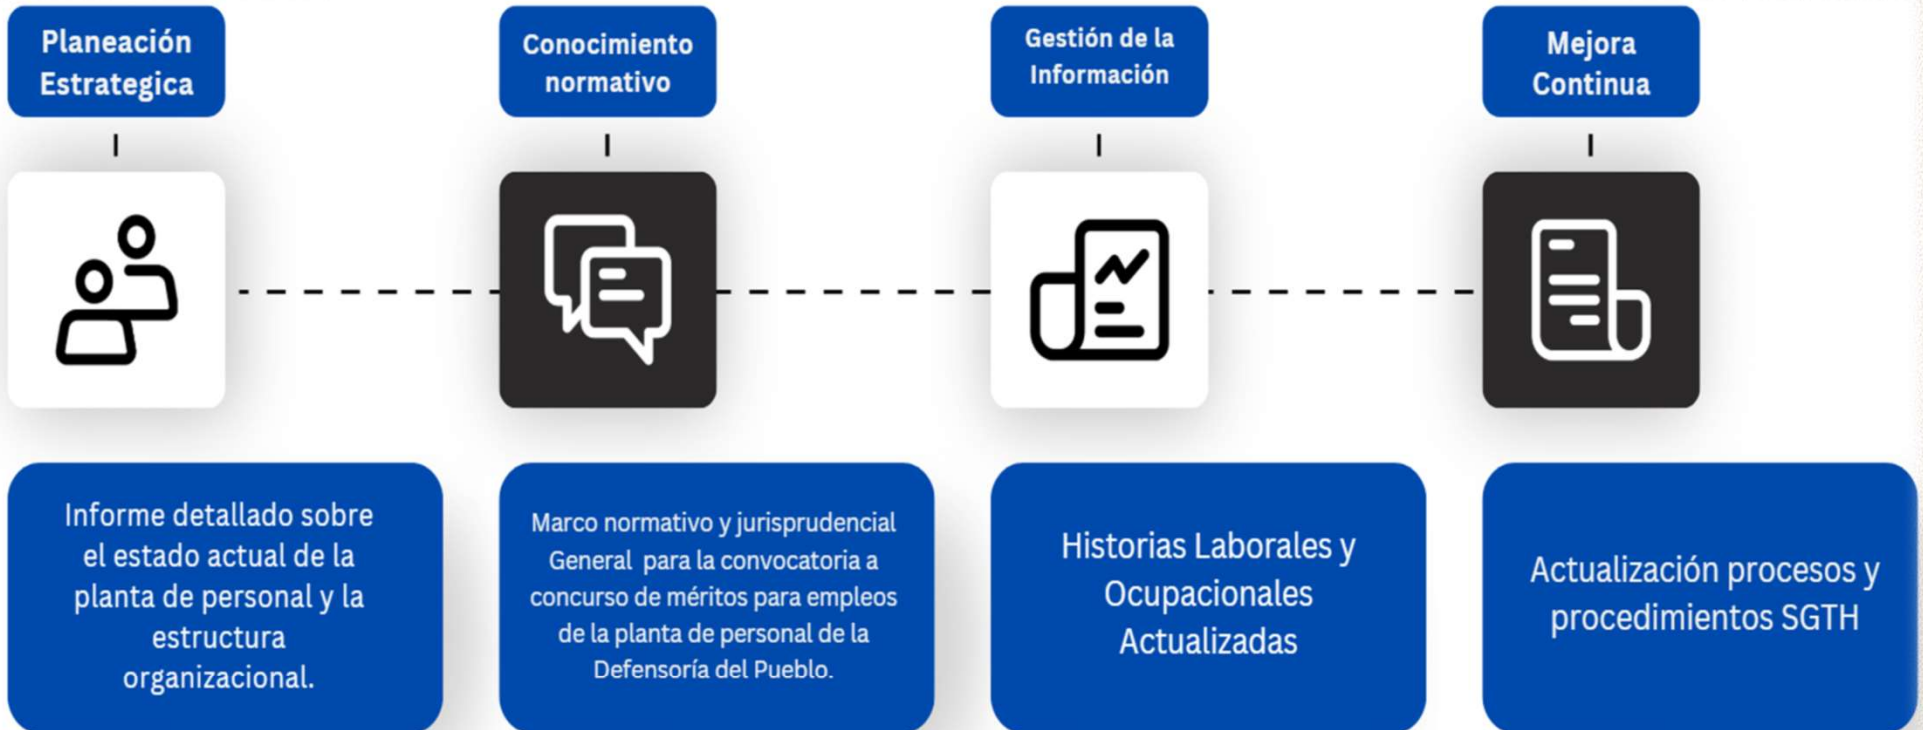 Planeación
Estrategica
Conocimiento
normativo
Gestión de la
Información
Mejora
Continua
Informe detallado sobre
el estado actual de la
planta de personal y la
estructura
organizacional.
Marco normativo y jurisprudencial
General para la convocatoria a
concurso de méritos para empleos
de la planta de personal de la
Defensoría del Pueblo.
Historias Laborales y
Ocupacionales
Actualizadas
Actualización procesos y
procedimientos SGTH